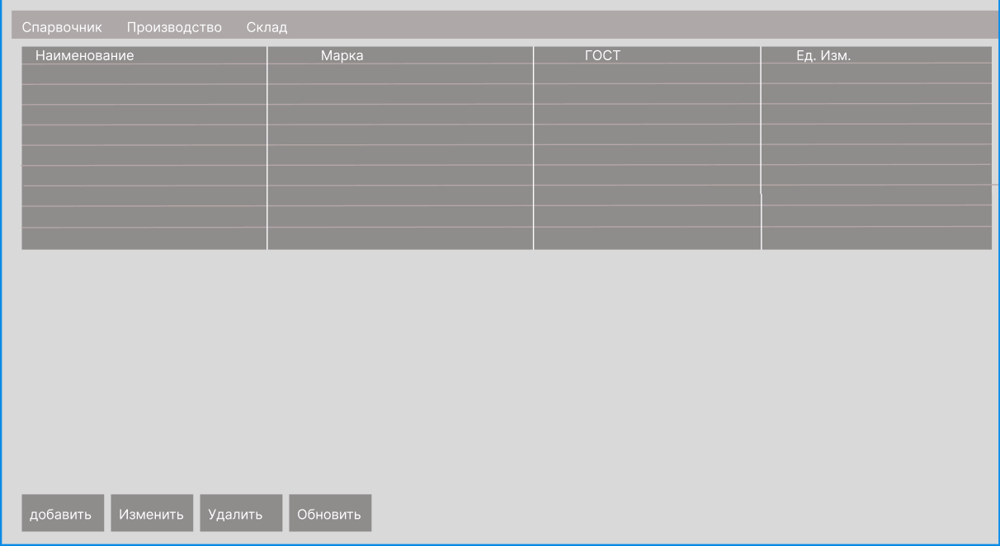 Спарвочник Производство Склад
Наименование Марка ГОСТ Ед. Изм.
добавить Изменить Удалить Обновить